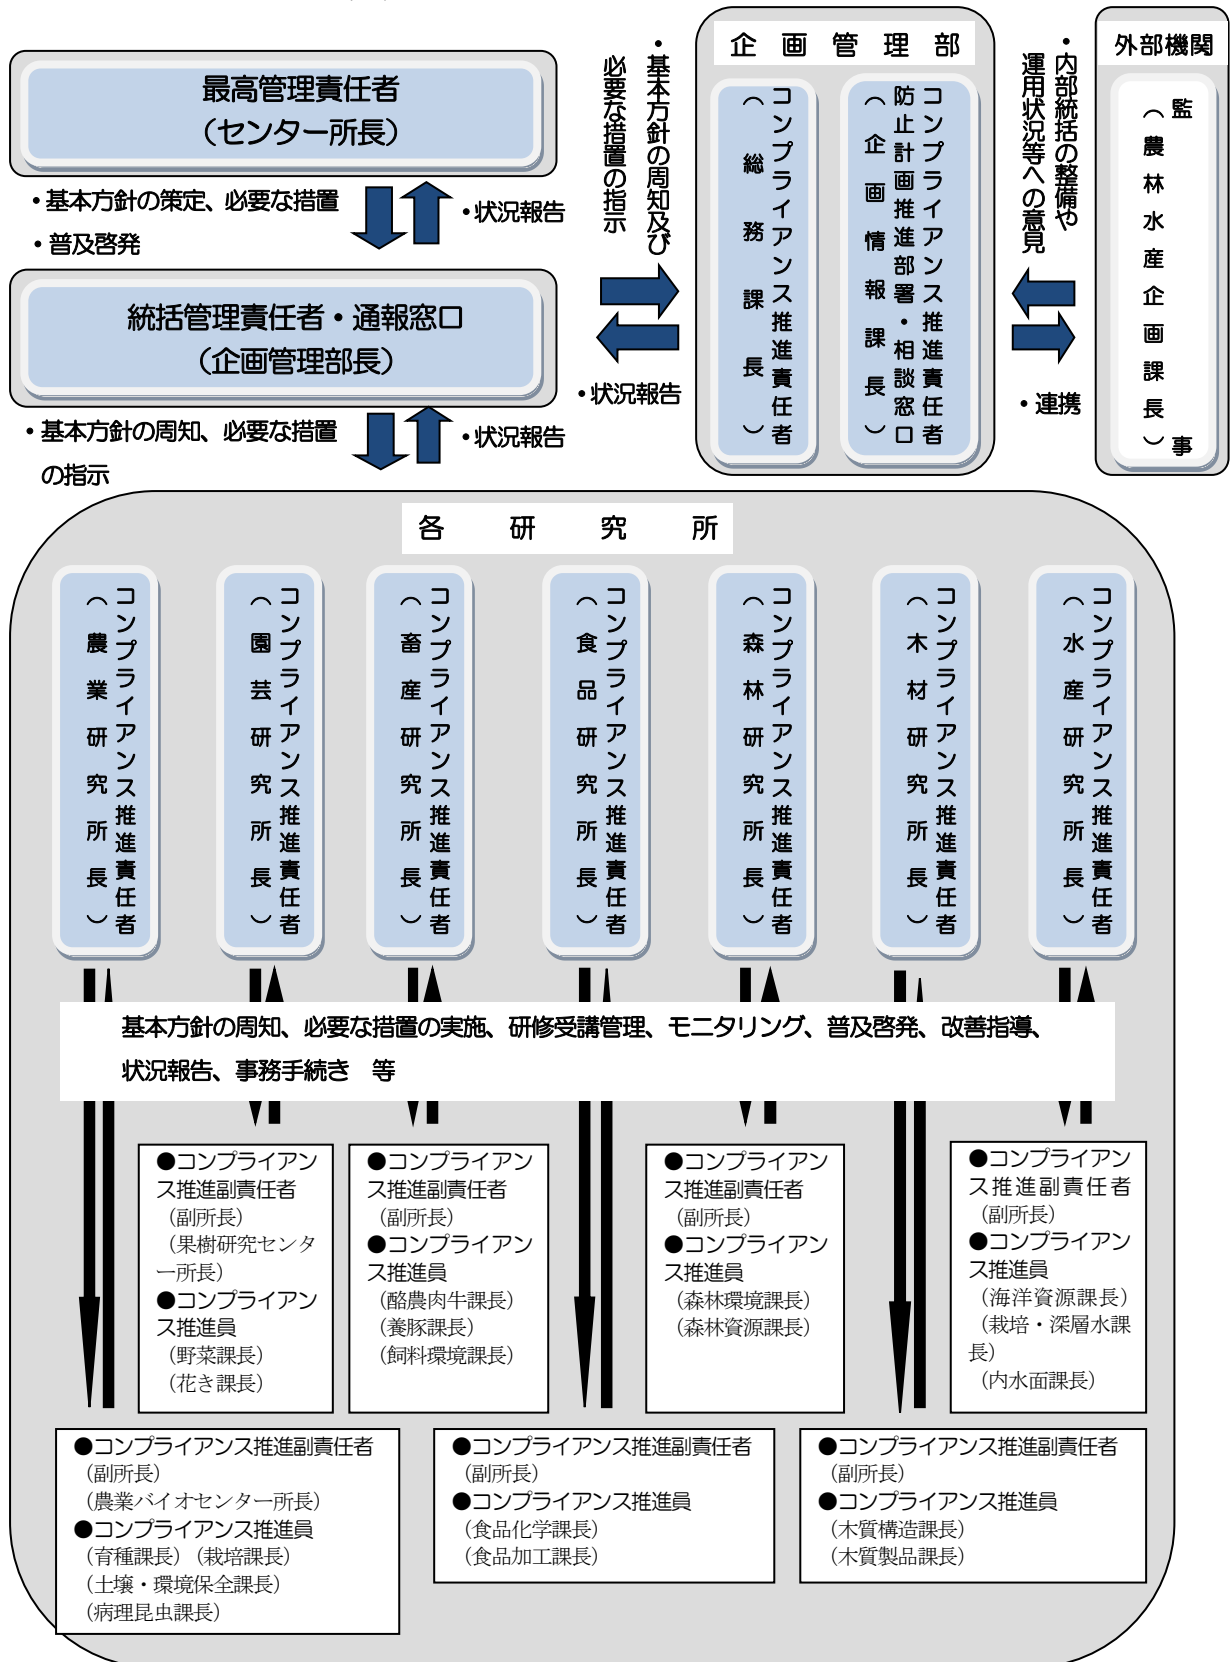 最高管理責任者
（センター所長）
・基本方針の策定、必要な措置
・普及啓発
・状況報告
統括管理責任者・通報窓口
（企画管理部長）
・基本方針の周知、必要な措置
の指示
・状況報告
・基本方針の周知及び
必要な措置の指示
・状況報告
企画管理部
コンプライアンス推進責任者
（総務課長）
コンプライアンス推進責任者
防止計画推進部署・相談窓口
（企画情報課長）
・内部統括の整備や
運用状況等への意見
・連携
外部機関
監事
（農林水産企画課長）
各研究所
コンプライアンス推進責任者
（農業研究所長）
コンプライアンス推進責任者
（園芸研究所長）
コンプライアンス推進責任者
（畜産研究所長）
コンプライアンス推進責任者
（食品研究所長）
コンプライアンス推進責任者
（森林研究所長）
コンプライアンス推進責任者
（木材研究所長）
コンプライアンス推進責任者
（水産研究所長）
基本方針の周知、必要な措置の実施、研修受講管理、モニタリング、普及啓発、改善指導、
状況報告、事務手続き　等
●コンプライアン
ス推進副責任者
（副所長）
（果樹研究センタ
ー所長）
●コンプライアン
ス推進員
（野菜課長）
（花き課長）
●コンプライアン
ス推進副責任者
（副所長）
●コンプライアン
ス推進員
（酪農肉牛課長）
（養豚課長）
（飼料環境課長）
●コンプライアン
ス推進副責任者
（副所長）
●コンプライアン
ス推進員
（森林環境課長）
（森林資源課長）
●コンプライアン
ス推進副責任者
（副所長）
●コンプライアン
ス推進員
（海洋資源課長）
（栽培・深層水課
長）
（内水面課長）
●コンプライアンス推進副責任者
（副所長）
（農業バイオセンター所長）
●コンプライアンス推進員
（育種課長）（栽培課長）
（土壌・環境保全課長）
（病理昆虫課長）
●コンプライアンス推進副責任者
（副所長）
●コンプライアンス推進員
（食品化学課長）
（食品加工課長）
●コンプライアンス推進副責任者
（副所長）
●コンプライアンス推進員
（木質構造課長）
（木質製品課長）